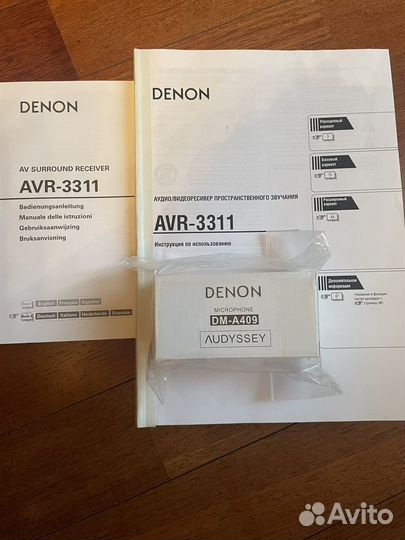 DENON
AV SURROUND RECEIVER
AVR-3311
Bedienungsanleitung
Manuale delle istruzioni
Gebruiksaanwijzing
Bruksanvisning
English Français Español
Deutsch Italiano Nederlands Svenska
DENON
АУДИО/ВИДЕОРЕСИВЕР ПРОСТРАНСТВЕННОГО ЗВУЧАНИЯ
AVR-3311
Инструкция по использованию
Упрощенный
вариант
Базовый
вариант
Расширенный
вариант
Дополнительная
информация
DENON
MICROPHONE
DM-A409
AUDYSSEY
Avito